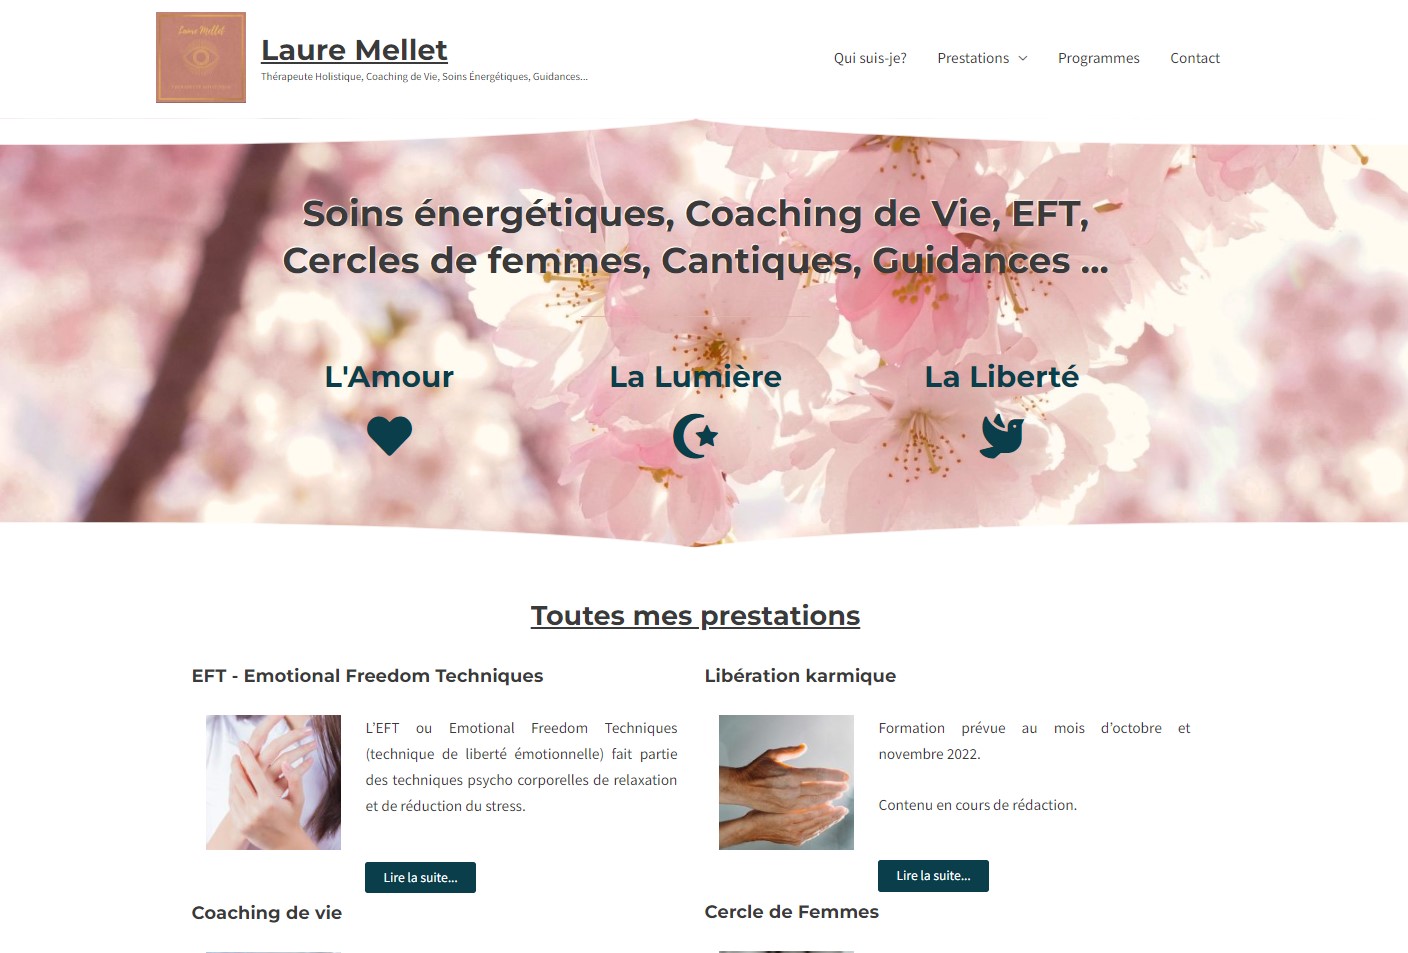 Laure Mellet
Laure Mellet
Thérapeute Holistique, Coaching de Vie, Soins Énergétiques, Guidances...
Qui suis-je?
Prestations
Programmes
Contact
Soins énergétiques, Coaching de Vie, EFT,
Cercles de femmes, Cantiques, Guidances ...
L'Amour
La Lumière
La Liberté
Toutes mes prestations
EFT - Emotional Freedom Techniques
L’EFT ou Emotional Freedom Techniques
(technique de liberté émotionnelle) fait partie
des techniques psycho corporelles de relaxation
et de réduction du stress.
Lire la suite...
Libération karmique
Formation prévue au mois d’octobre et
novembre 2022.
Contenu en cours de rédaction.
Lire la suite...
Coaching de vie
Cercle de Femmes